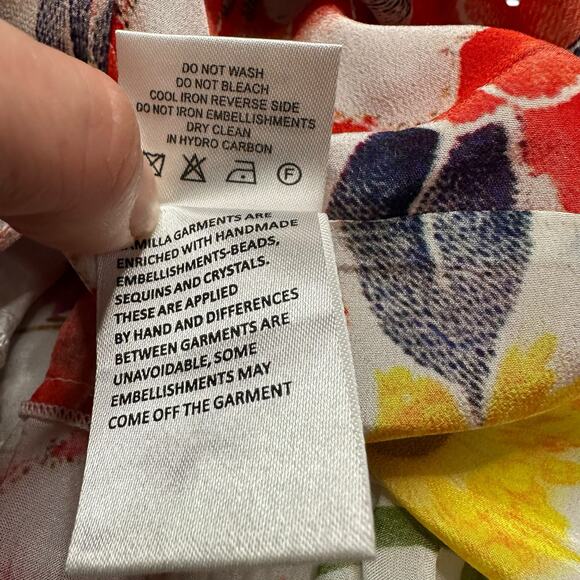 DO NOT WASH
DO NOT BLEACH
COOL IRON REVERSE SIDE
DO NOT IRON EMBELLISHMENTS
DRY CLEAN
IN HYDRO CARBON
F
AMILLA GARMENTS ARE
ENRICHED WITH HANDMADE
EMBELLISHMENTS-BEADS,
SEQUINS AND CRYSTALS.
THESE ARE APPLIED
BY HAND AND DIFFERENCES
BETWEEN GARMENTS ARE
UNAVOIDABLE, SOME
EMBELLISHMENTS MAY
COME OFF THE GARMENT